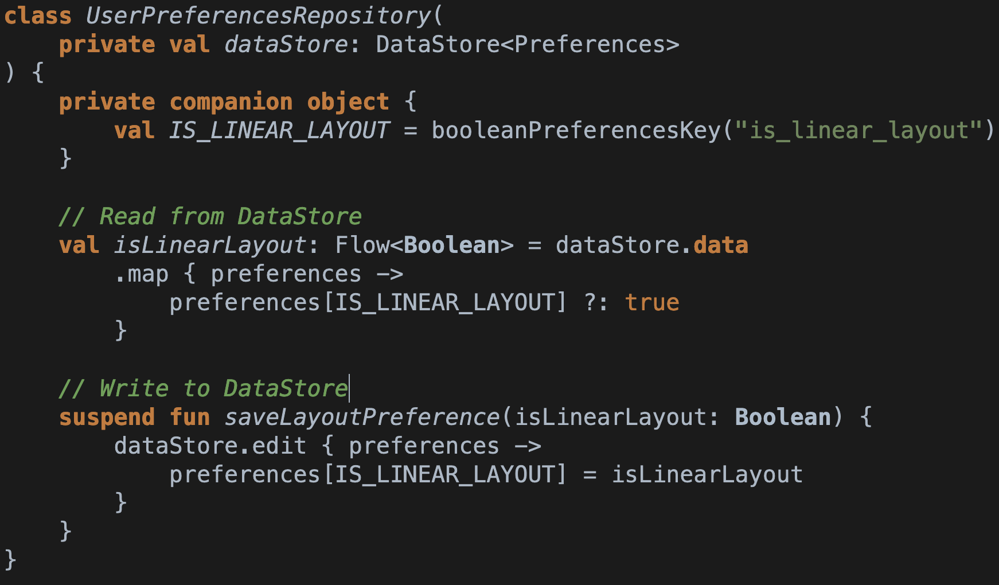 class UserPreferencesRepository(
    private val dataStore: DataStore<Preferences>
) {
    private companion object {
        val IS_LINEAR_LAYOUT = booleanPreferencesKey("is_linear_layout")
    }

    // Read from DataStore
    val isLinearLayout: Flow<Boolean> = dataStore.data
        .map { preferences ->
            preferences[IS_LINEAR_LAYOUT] ?: true
        }

    // Write to DataStore
    suspend fun saveLayoutPreference(isLinearLayout: Boolean) {
        dataStore.edit { preferences ->
            preferences[IS_LINEAR_LAYOUT] = isLinearLayout
        }
    }
}